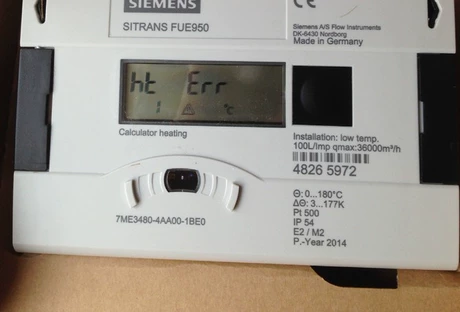 SIEMENS
SITRANS FUE950
CE
Siemens A/S Flow Instruments
DK-6430 Nordborg
Made in Germany
ht Err
1 °C
Calculator heating
Installation: low temp.
100L/Imp qmax:36000m³/h
4826 5972
7ME3480-4AA00-1BE0
Θ: 0...180°C
ΔΘ: 3...177K
Pt 500
IP 54
E2 / M2
P.-Year 2014